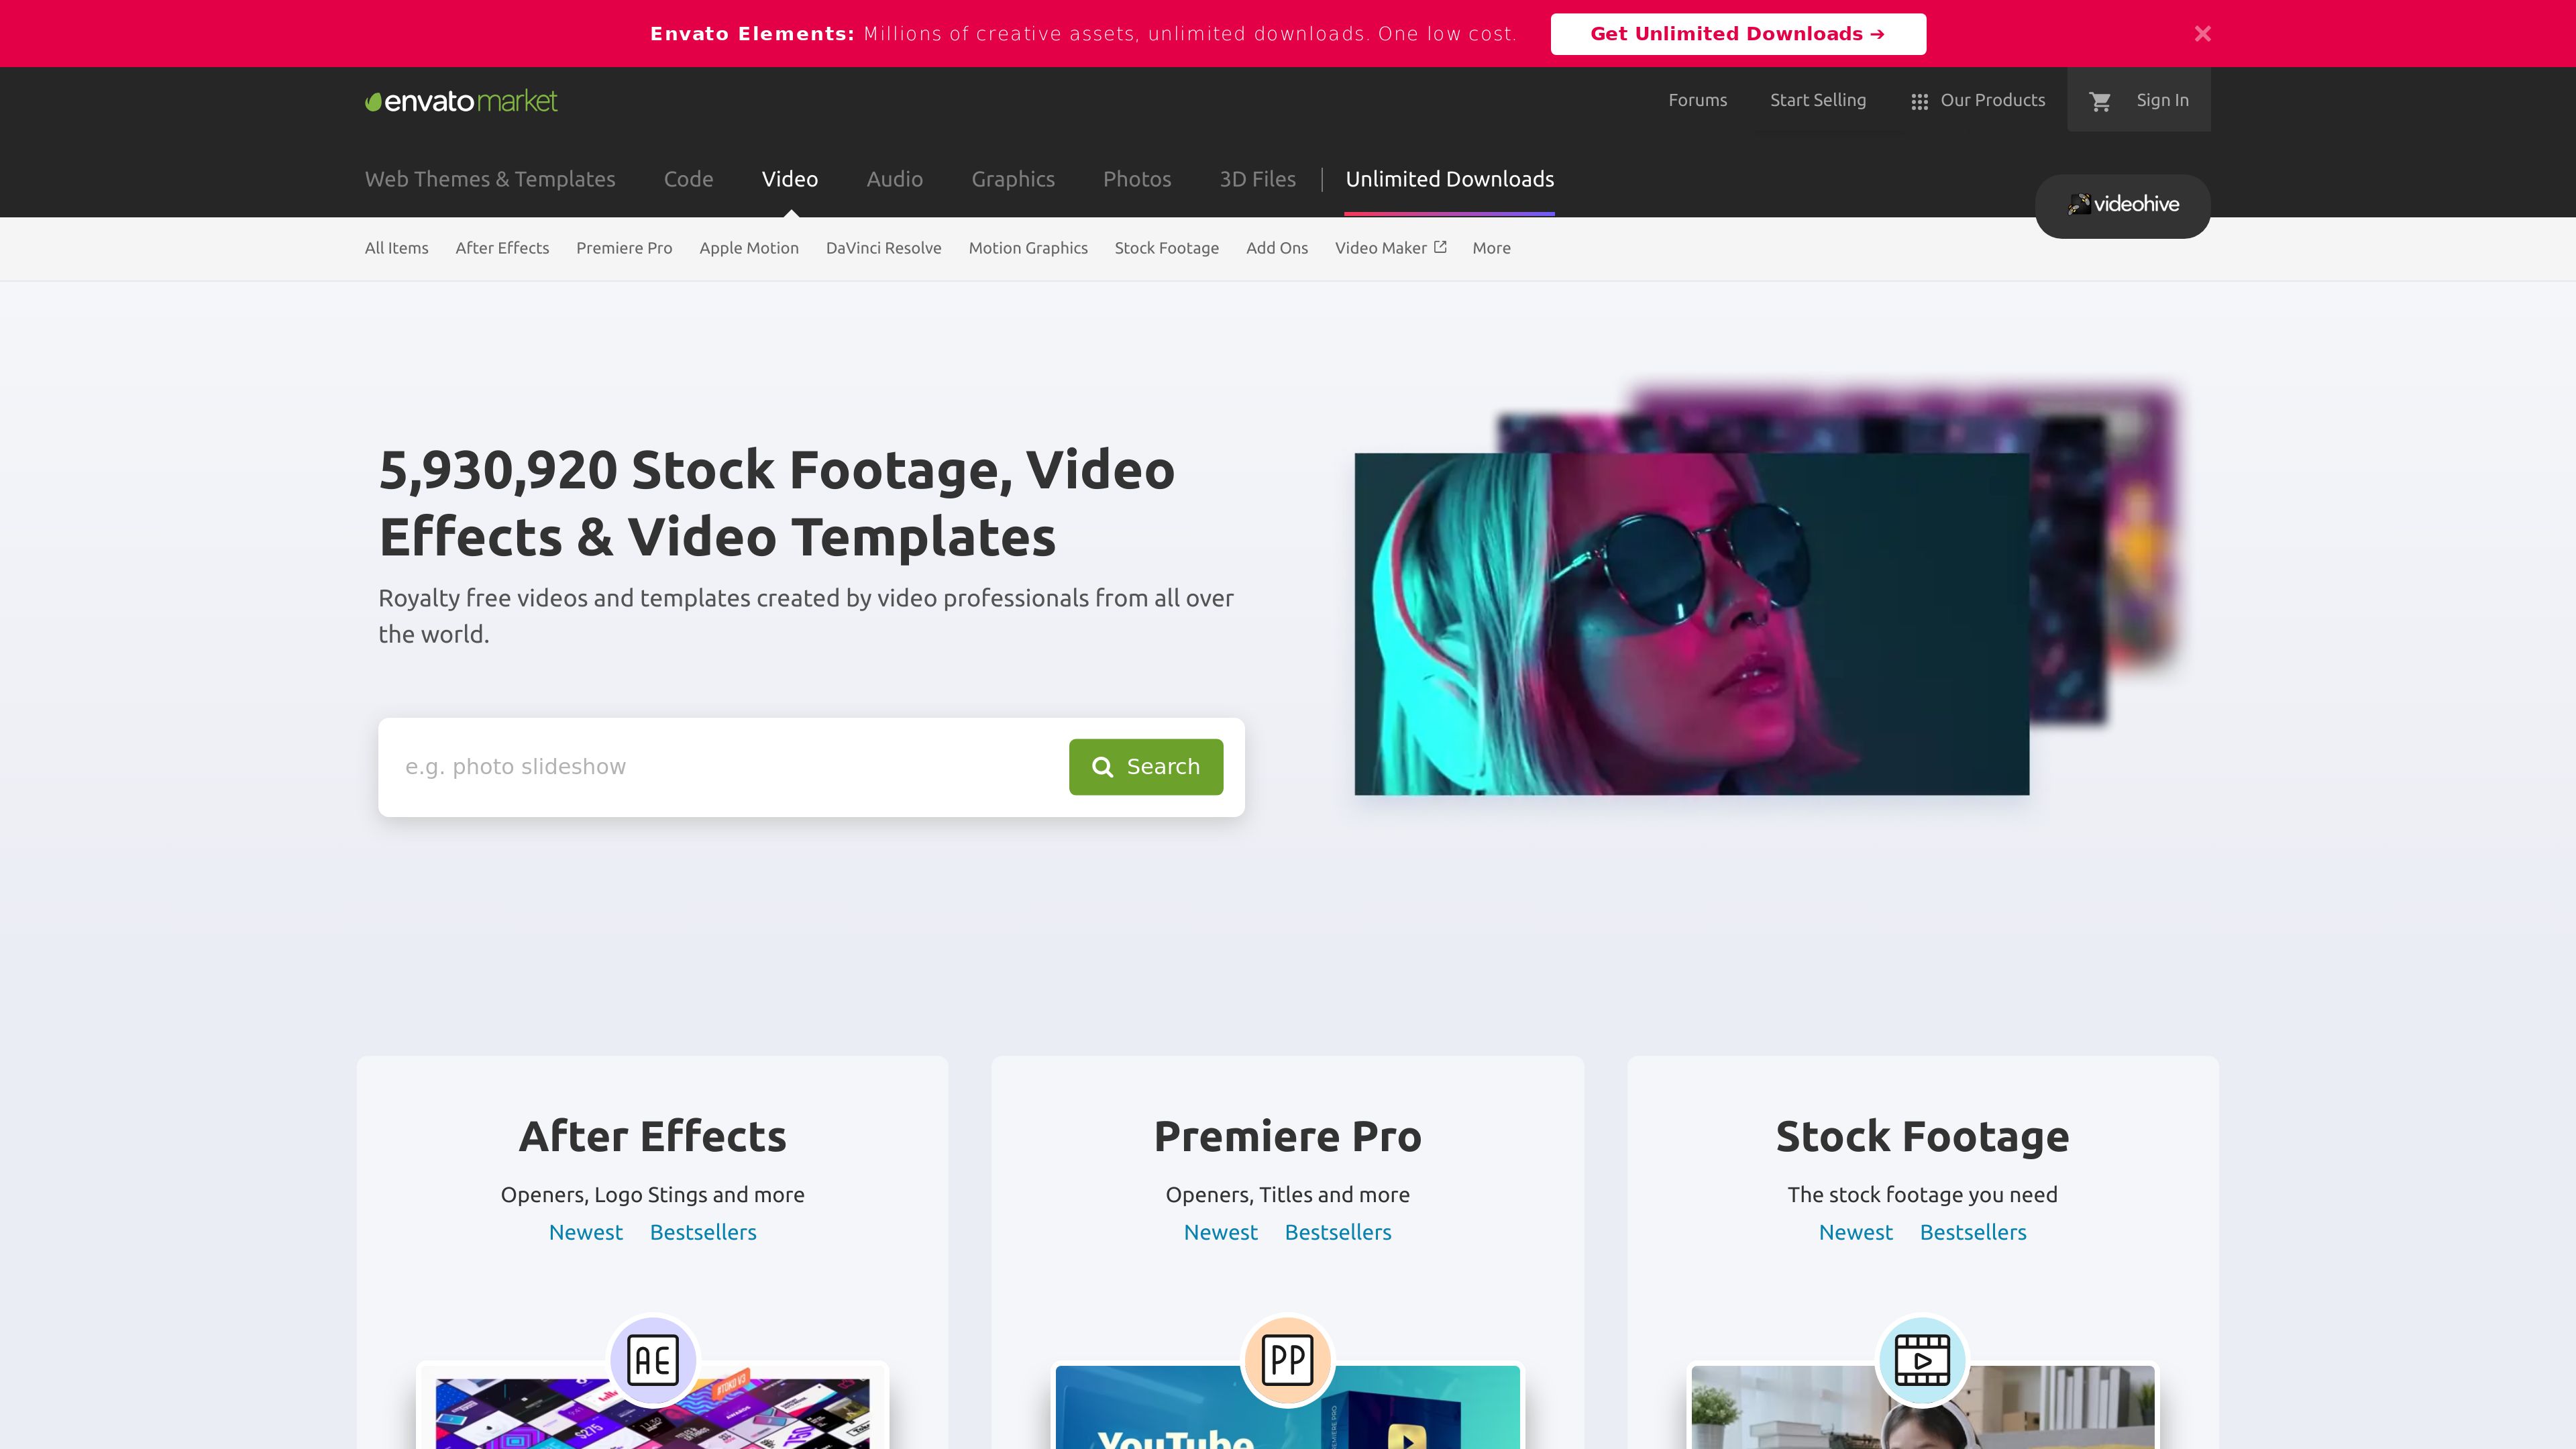 Envato Elements: Millions of creative assets, unlimited downloads. One low cost.
Get Unlimited Downloads ➔
envatomarket
Forums
Start Selling
Our Products
Sign In
Web Themes & Templates
Code
Video
Audio
Graphics
Photos
3D Files
Unlimited Downloads
videohive
All Items
After Effects
Premiere Pro
Apple Motion
DaVinci Resolve
Motion Graphics
Stock Footage
Add Ons
Video Maker
More
5,930,920 Stock Footage, Video
Effects & Video Templates
Royalty free videos and templates created by video professionals from all over
the world.
e.g. photo slideshow
Search
After Effects
Openers, Logo Stings and more
Newest Bestsellers
AE
#TOKO V3
$275
Premiere Pro
Openers, Titles and more
Newest Bestsellers
PP
YouTube
Stock Footage
The stock footage you need
Newest Bestsellers